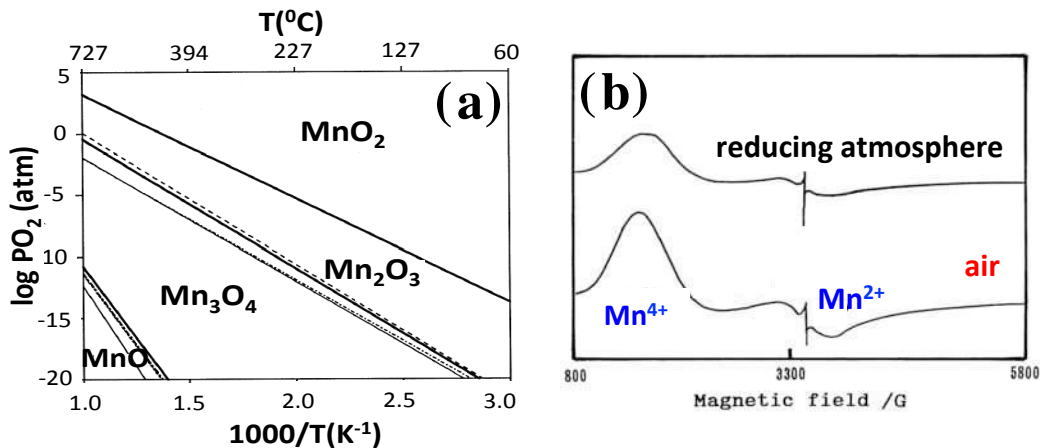 T(⁰C)
727 394 227 127 60
5
0
-5
10
-15
-20
log PO₂ (atm)
(a)
MnO₂
Mn₂O₃
Mn₃O₄
MnO
1.0 1.5 2.0 2.5 3.0
1000/T(K⁻¹)
(b)
reducing atmosphere
air
Mn⁴⁺
Mn²⁺
800 3300 5800
Magnetic field /G